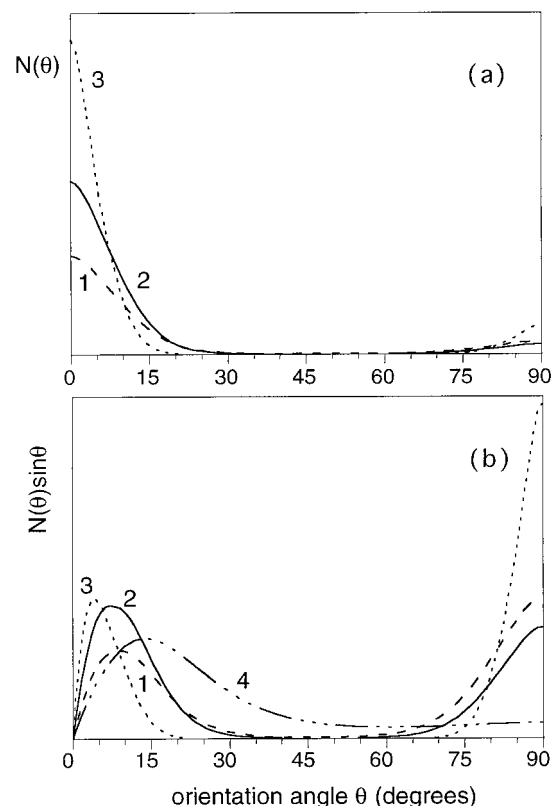 N(θ)
(a)
3
2
1
0 15 30 45 60 75 90
N(θ)sinθ
(b)
3
2
1
4
0 15 30 45 60 75 90
orientation angle θ (degrees)